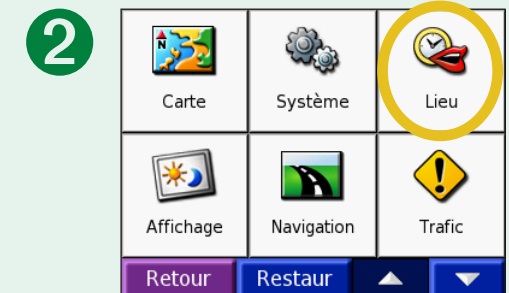 2
N
Carte Système Lieu
Affichage Navigation Trafic
Retour Restaur